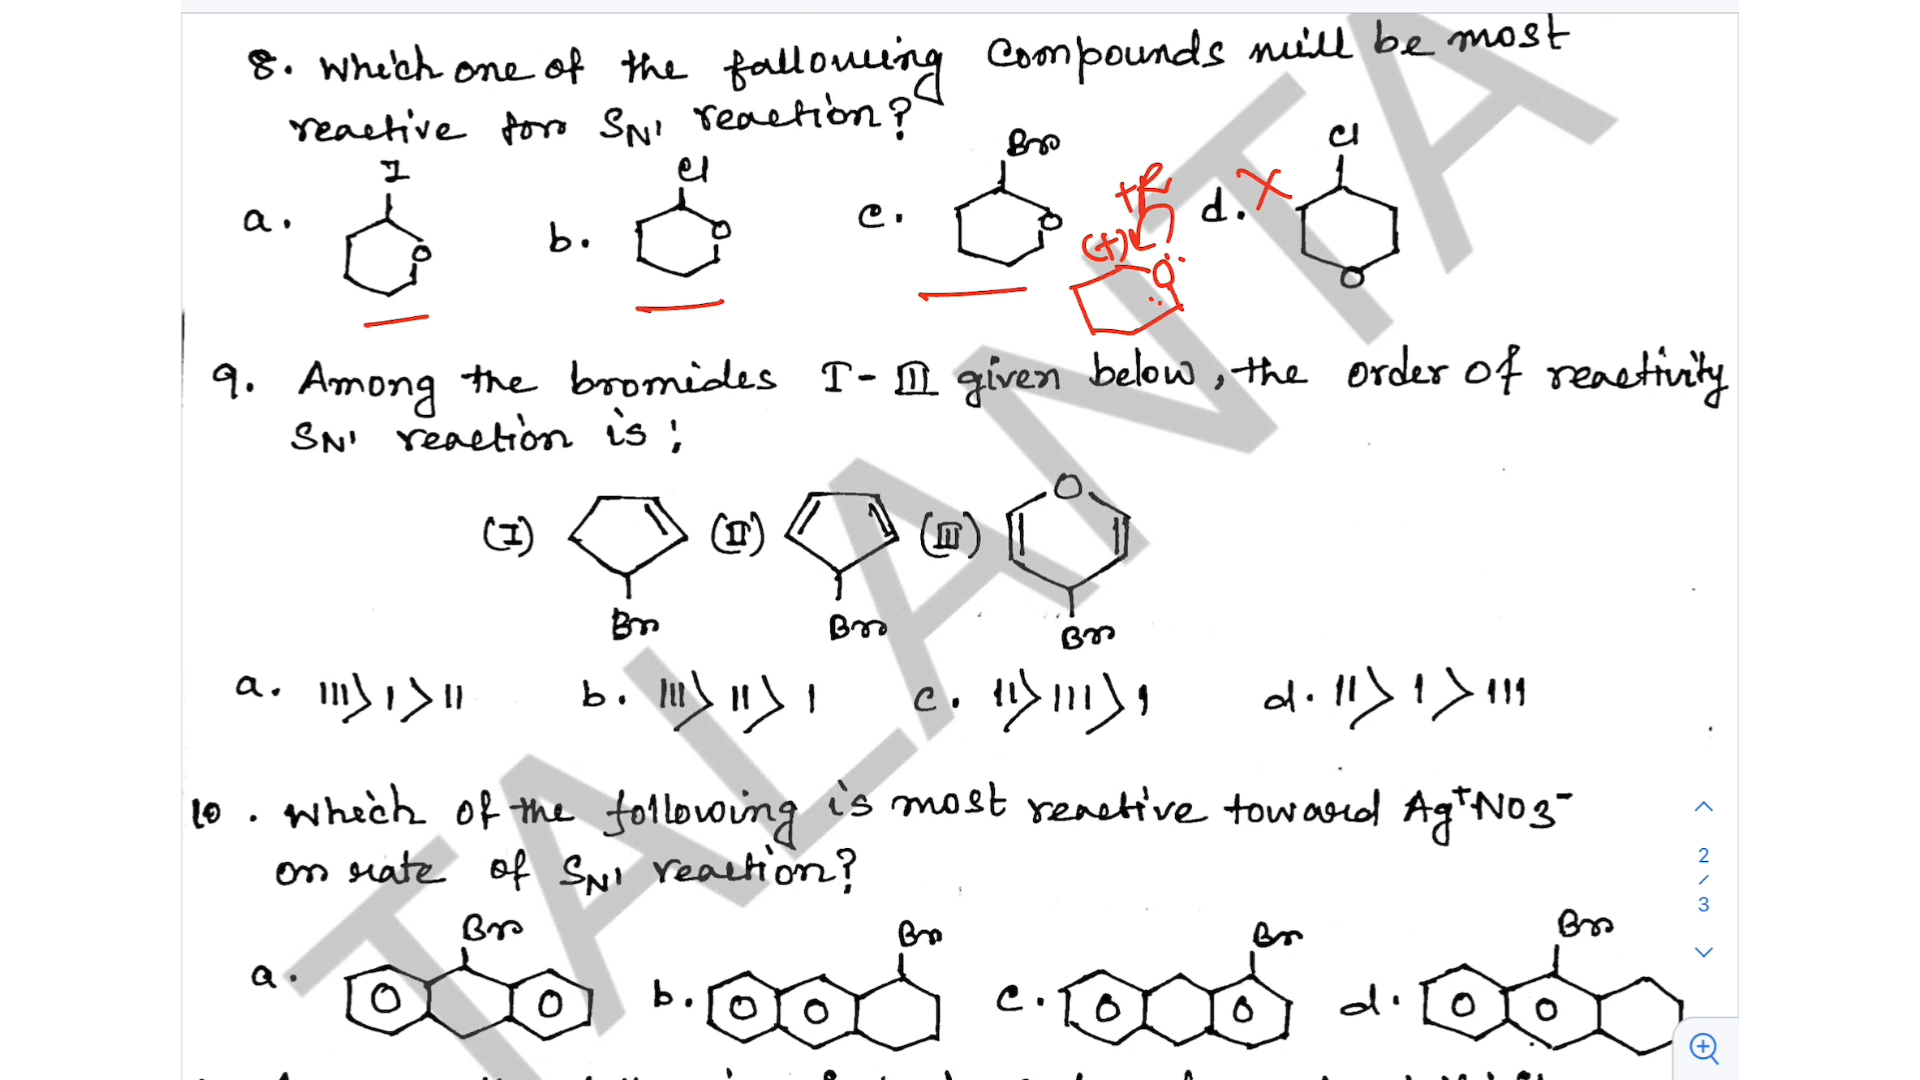 8. Which one of the following compounds will be most
reactive for SN1 reaction?
a. I O
b. Cl O
c. Br O
+R (+) O
d. X Cl O
9. Among the bromides I - III given below, the order of reactivity
SN1 reaction is;
(I) Br (II) Br (III) O Br
a. III > I > II b. III > II > I c. II > III > I d. II > I > III
10. Which of the following is most reactive toward Ag+NO3-
on rate of SN1 reaction?
a. Br b. Br c. Br d. Br
2
/
3
TALANTA